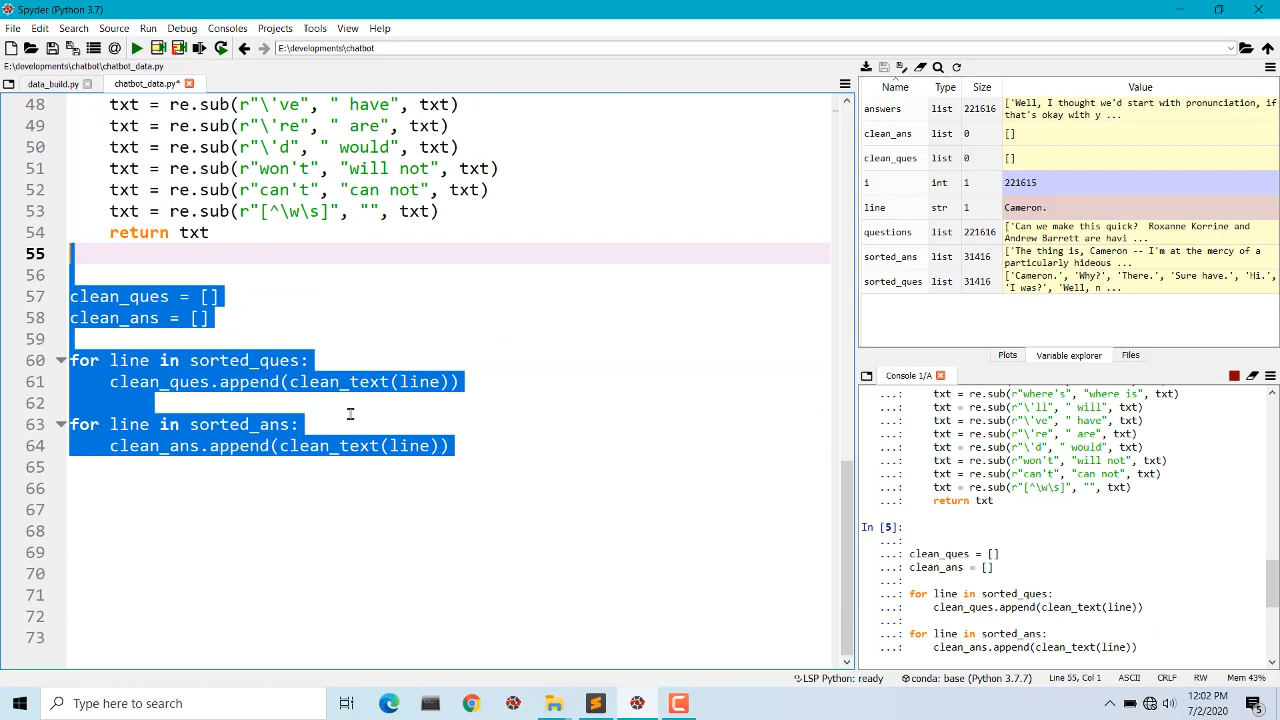 Spyder (Python 3.7)
File Edit Search Source Run Debug Consoles Projects Tools View Help
E:\developments\chatbot
E:\developments\chatbot\chatbot_data.py
data_build.py chatbot_data.py*
48 txt = re.sub(r"\'ve", " have", txt)
49 txt = re.sub(r"\'re", " are", txt)
50 txt = re.sub(r"\'d", " would", txt)
51 txt = re.sub(r"won't", "will not", txt)
52 txt = re.sub(r"can't", "can not", txt)
53 txt = re.sub(r"[^\w\s]", "", txt)
54 return txt
55
56
57 clean_ques = []
58 clean_ans = []
59
60 for line in sorted_ques:
61 clean_ques.append(clean_text(line))
62
63 for line in sorted_ans:
64 clean_ans.append(clean_text(line))
65
66
67
68
69
70
71
72
73
Name Type Size Value
answers list 221616 ['Well, I thought we'd start with pronunciation, if
that's okay with y ...
clean_ans list 0 []
clean_ques list 0 []
i int 1 221615
line str 1 Cameron.
questions list 221616 ['Can we make this quick? Roxanne Korrine and
Andrew Barrett are havi ...
sorted_ans list 31416 ['The thing is, Cameron -- I'm at the mercy of a
particularly hideous ...
sorted_ques list 31416 ['Cameron.', 'Why?', 'There.', 'Sure have.', 'Hi.',
'I was?', 'Well, n ...
Plots Variable explorer Files
Console 1/A
...: txt = re.sub(r"where's", "where is", txt)
...: txt = re.sub(r"\'ll", " will", txt)
...: txt = re.sub(r"\'ve", " have", txt)
...: txt = re.sub(r"\'re", " are", txt)
...: txt = re.sub(r"\'d", " would", txt)
...: txt = re.sub(r"won't", "will not", txt)
...: txt = re.sub(r"can't", "can not", txt)
...: txt = re.sub(r"[^\w\s]", "", txt)
...: return txt
In [5]:
...:
...: clean_ques = []
...: clean_ans = []
...:
...: for line in sorted_ques:
...: clean_ques.append(clean_text(line))
...:
...: for line in sorted_ans:
...: clean_ans.append(clean_text(line))
LSP Python: ready conda: base (Python 3.7.7) Line 55, Col 1 ASCII CRLF RW Mem 43%
Type here to search
12:02 PM
7/2/2020
5